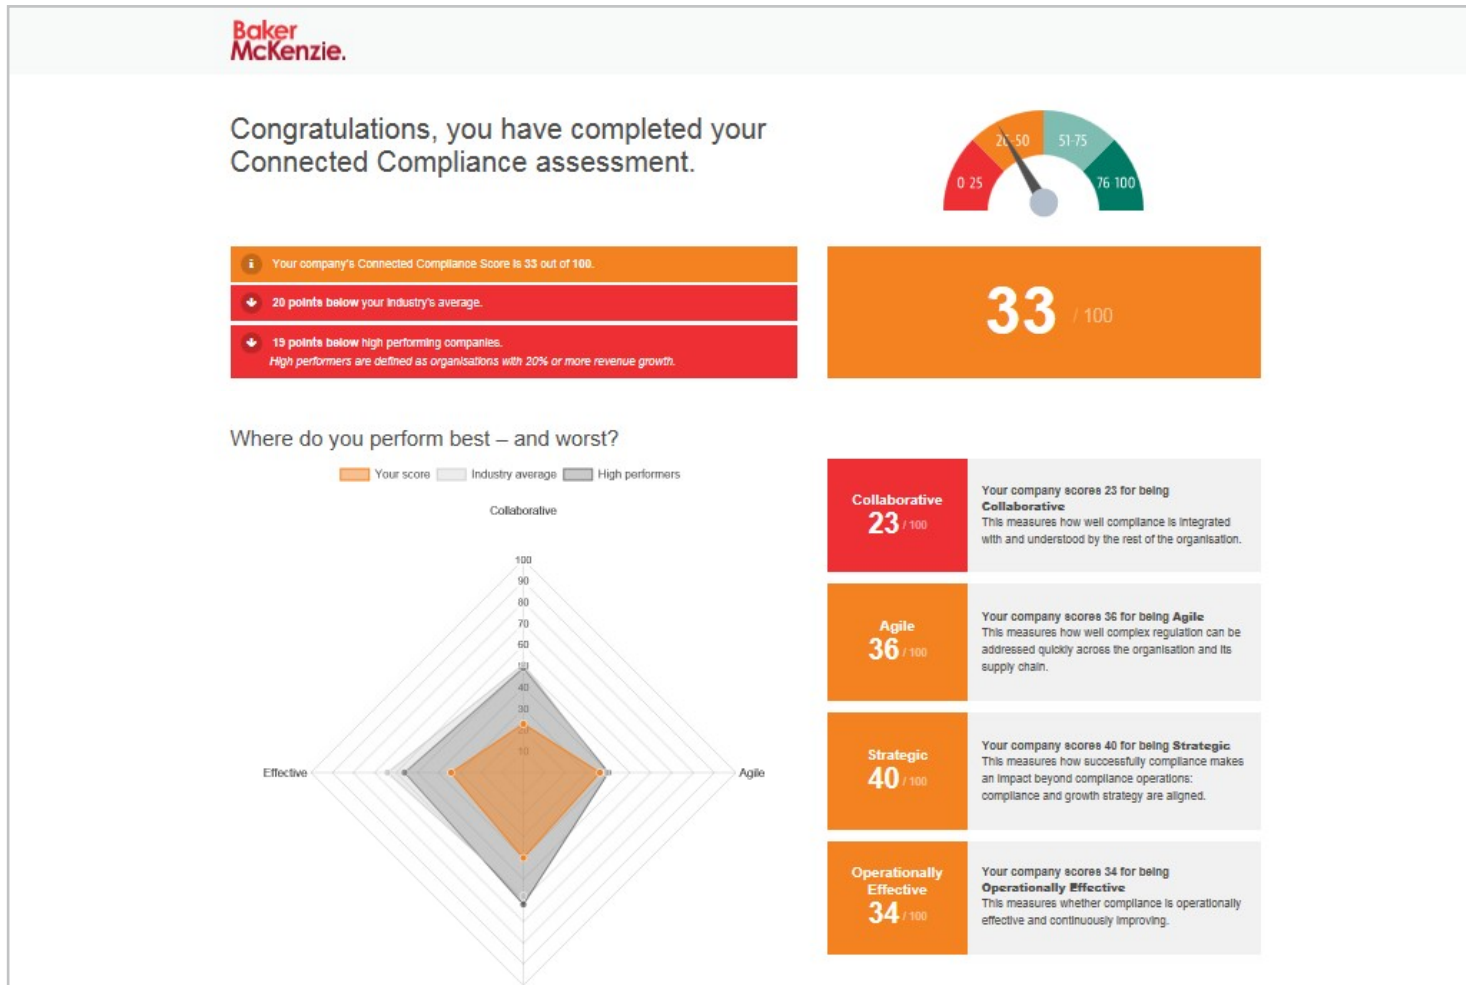 Baker
McKenzie.
Congratulations, you have completed your
Connected Compliance assessment.
26-50
51-75
0 25
76 100
i
Your company's Connected Compliance Score is 33 out of 100.
20 points below your industry's average.
19 points below high performing companies.
High performers are defined as organisations with 20% or more revenue growth.
33 / 100
Where do you perform best – and worst?
Your score
Industry average
High performers
Collaborative
100
90
80
70
60
50
40
30
20
10
Effective
Agile
Collaborative
23 / 100
Your company scores 23 for being
Collaborative
This measures how well compliance is integrated
with and understood by the rest of the organisation.
Agile
36 / 100
Your company scores 36 for being Agile
This measures how well complex regulation can be
addressed quickly across the organisation and its
supply chain.
Strategic
40 / 100
Your company scores 40 for being Strategic
This measures how successfully compliance makes
an impact beyond compliance operations:
compliance and growth strategy are aligned.
Operationally
Effective
34 / 100
Your company scores 34 for being
Operationally Effective
This measures whether compliance is operationally
effective and continuously improving.